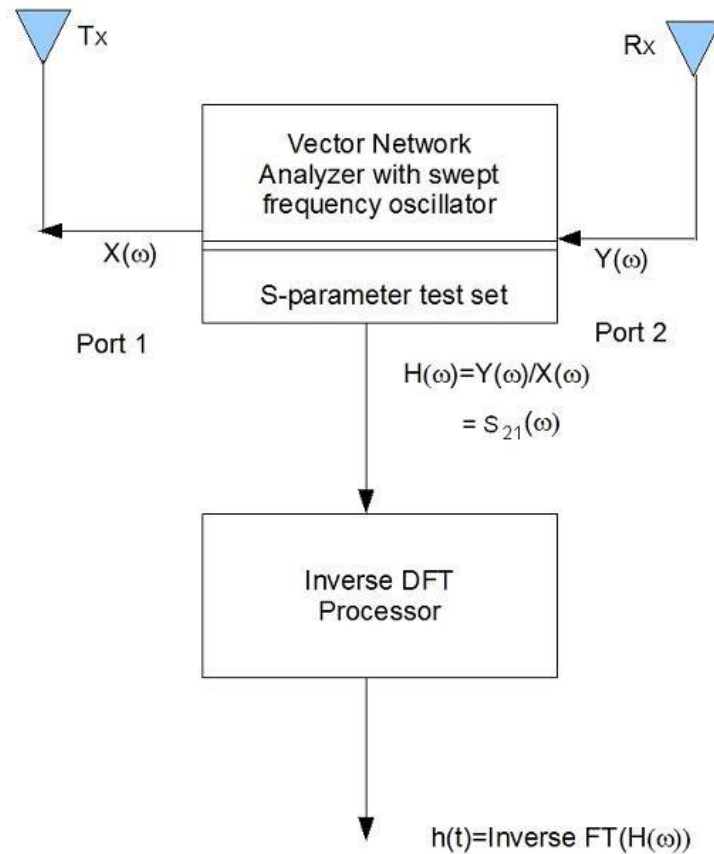 Tx
Rx
Vector Network
Analyzer with swept
frequency oscillator
X(ω)
Y(ω)
S-parameter test set
Port 1
Port 2
H(ω)=Y(ω)/X(ω)
= S₂₁(ω)
Inverse DFT
Processor
h(t)=Inverse FT(H(ω))